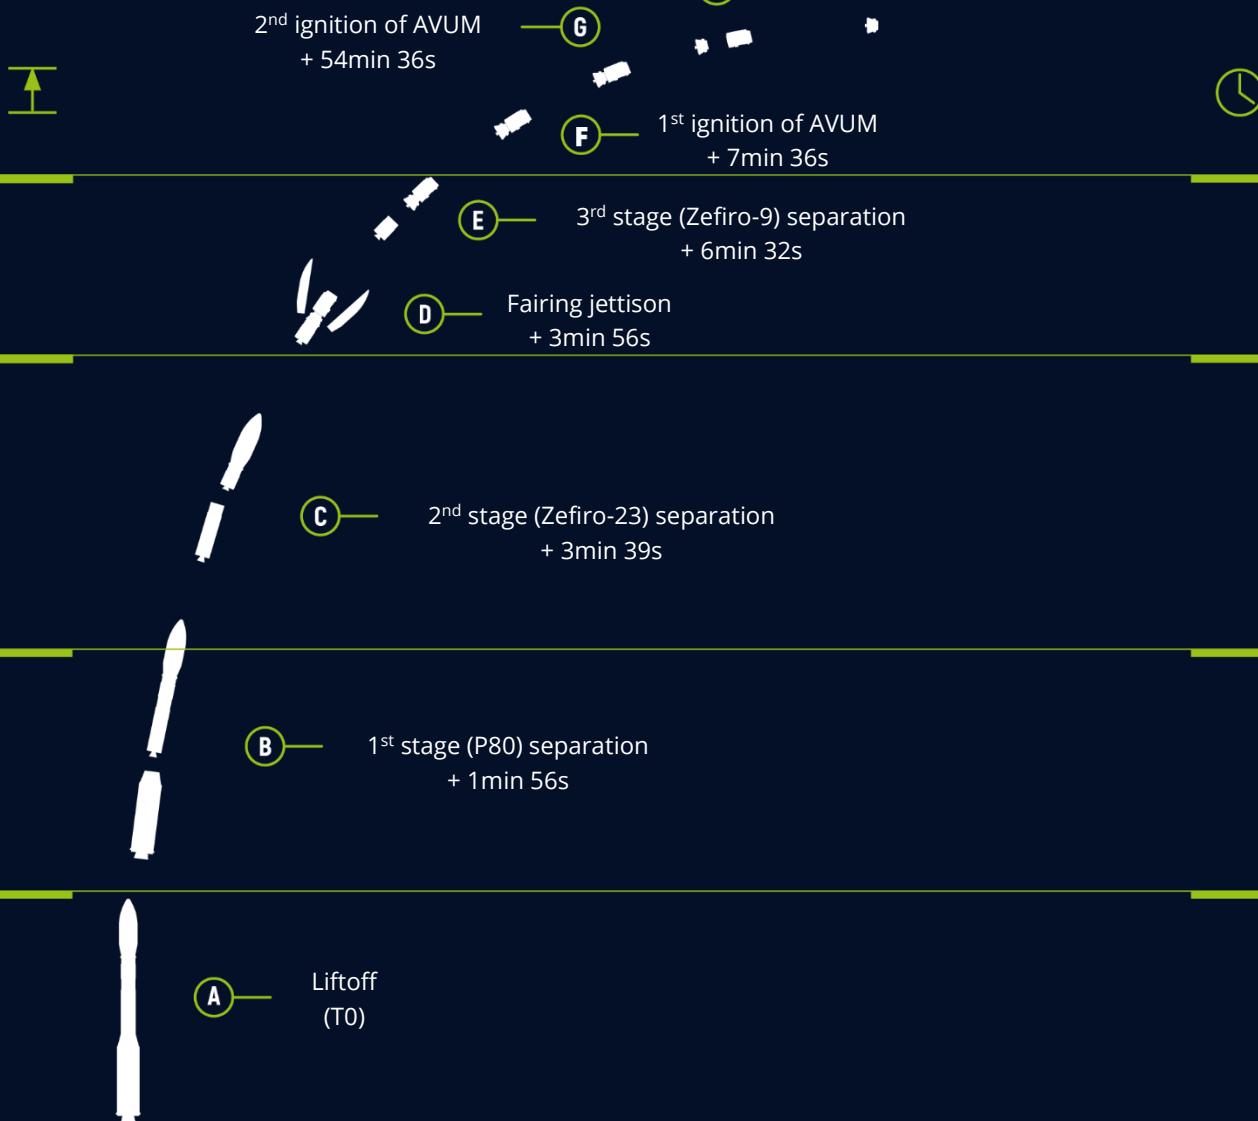 2nd ignition of AVUM
+ 54min 36s
G
F
1st ignition of AVUM
+ 7min 36s
E
3rd stage (Zefiro-9) separation
+ 6min 32s
D
Fairing jettison
+ 3min 56s
C
2nd stage (Zefiro-23) separation
+ 3min 39s
B
1st stage (P80) separation
+ 1min 56s
A
Liftoff
(T0)